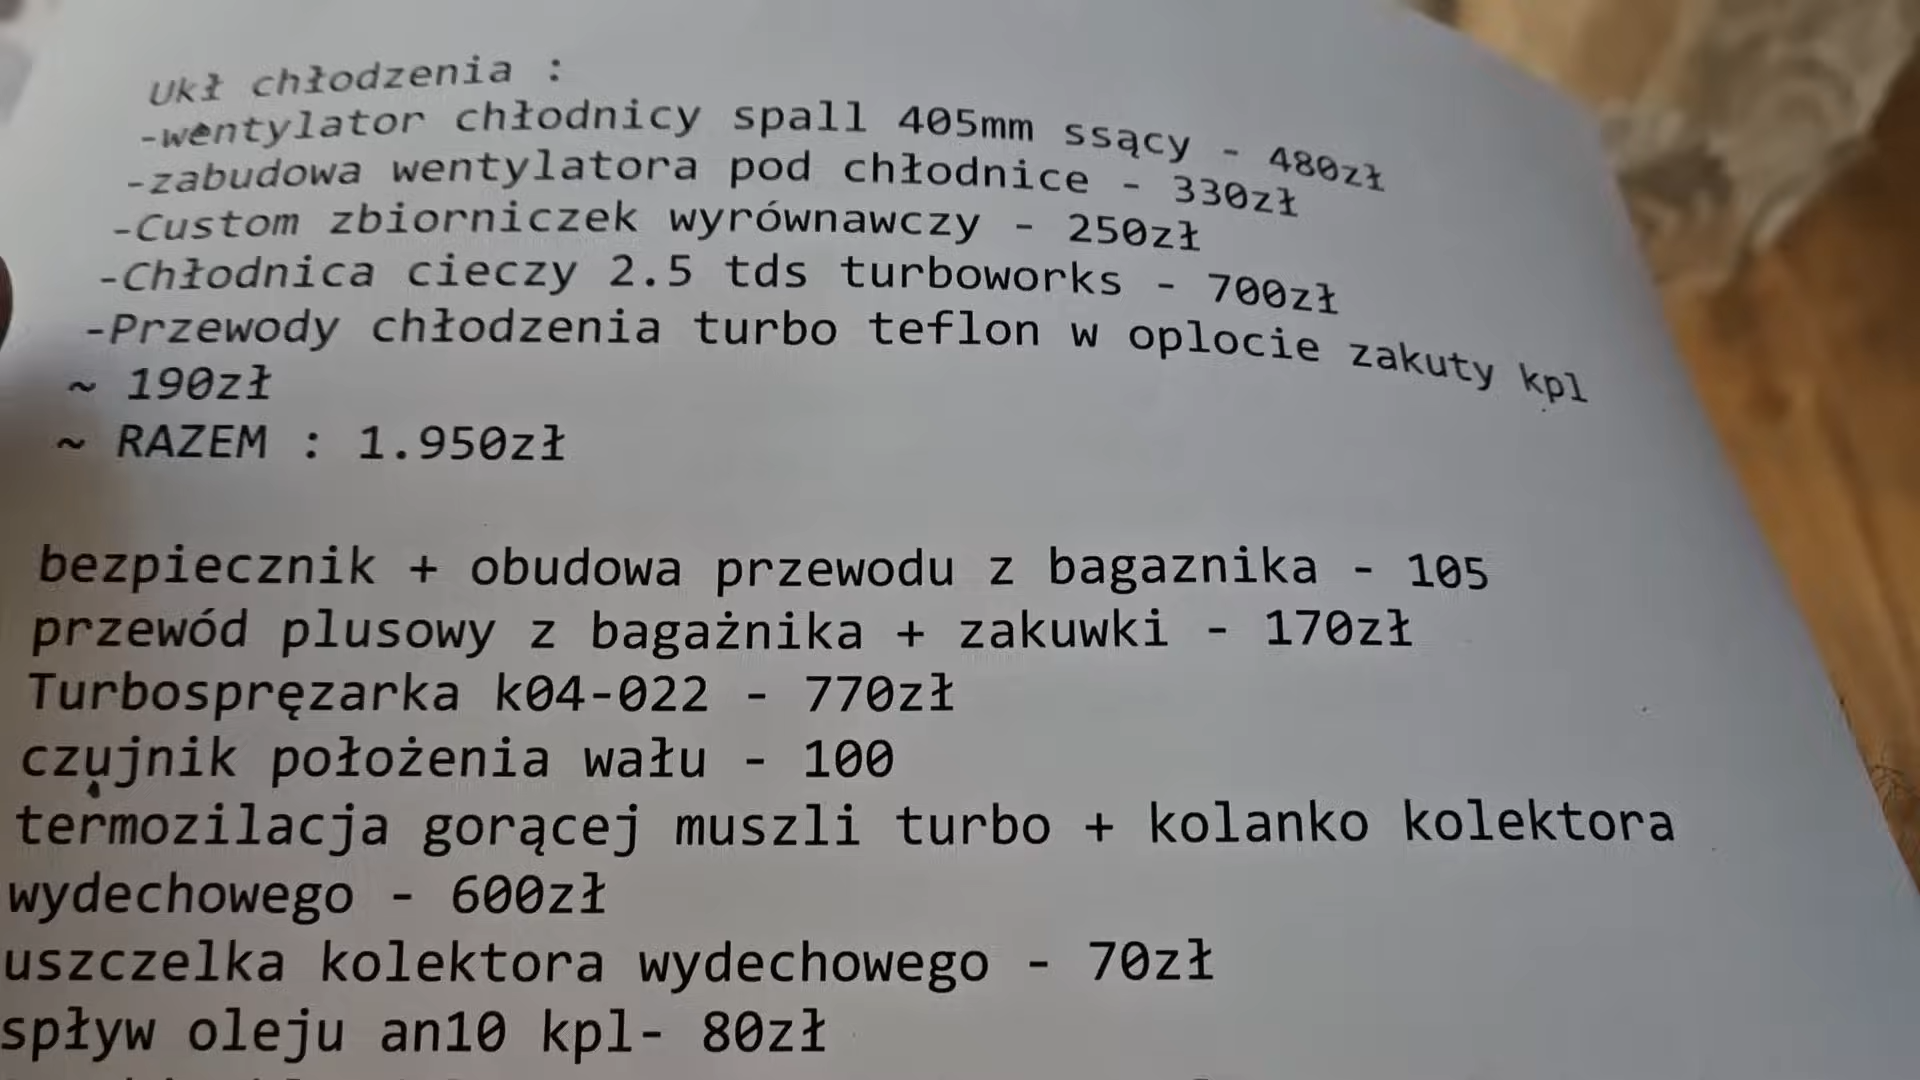 Ukł chłodzenia :
-wentylator chłodnicy spall 405mm ssący - 480zł
-zabudowa wentylatora pod chłodnice - 330zł
-Custom zbiorniczek wyrównawczy - 250zł
-Chłodnica cieczy 2.5 tds turboworks - 700zł
-Przewody chłodzenia turbo teflon w oplocie zakuty kpl
~ 190zł
~ RAZEM : 1.950zł
bezpiecznik + obudowa przewodu z bagaznika - 105
przewód plusowy z bagażnika + zakuwki - 170zł
Turbospręzarka k04-022 - 770zł
czujnik położenia wału - 100
termozilacja gorącej muszli turbo + kolanko kolektora
wydechowego - 600zł
uszczelka kolektora wydechowego - 70zł
spływ oleju an10 kpl- 80zł